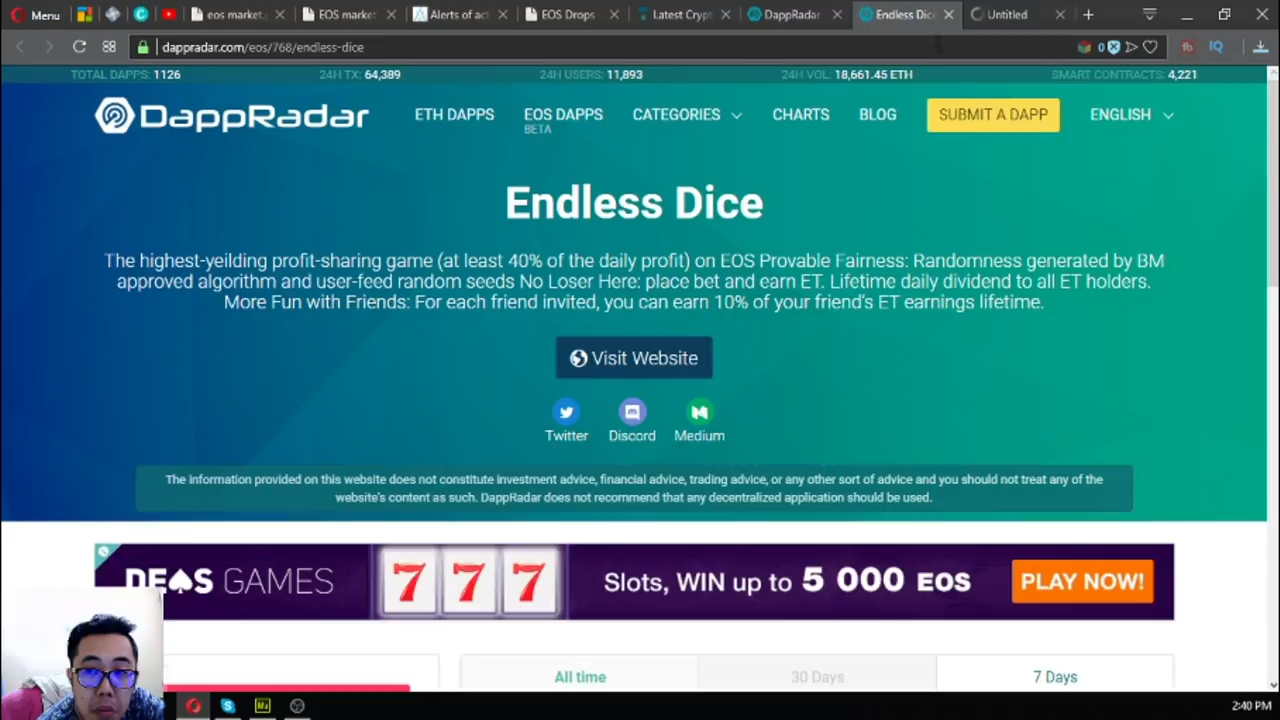 Menu
eos market
EOS market
Alerts of act
EOS Drops
Latest Crypt
DappRadar
Endless Dice
Untitled
dappradar.com/eos/768/endless-dice
0
IQ
TOTAL DAPPS: 1126
24H TX: 64,389
24H USERS: 11,893
24H VOL: 18,661.45 ETH
SMART CONTRACTS: 4,221
DappRadar
ETH DAPPS
EOS DAPPS
BETA
CATEGORIES
CHARTS
BLOG
SUBMIT A DAPP
ENGLISH
Endless Dice
The highest-yeilding profit-sharing game (at least 40% of the daily profit) on EOS Provable Fairness: Randomness generated by BM
approved algorithm and user-feed random seeds No Loser Here: place bet and earn ET. Lifetime daily dividend to all ET holders.
More Fun with Friends: For each friend invited, you can earn 10% of your friend's ET earnings lifetime.
Visit Website
Twitter
Discord
Medium
The information provided on this website does not constitute investment advice, financial advice, trading advice, or any other sort of advice and you should not treat any of the
website's content as such. DappRadar does not recommend that any decentralized application should be used.
DEOS GAMES
777
Slots, WIN up to 5 000 EOS
PLAY NOW!
All time
30 Days
7 Days
2:40 PM